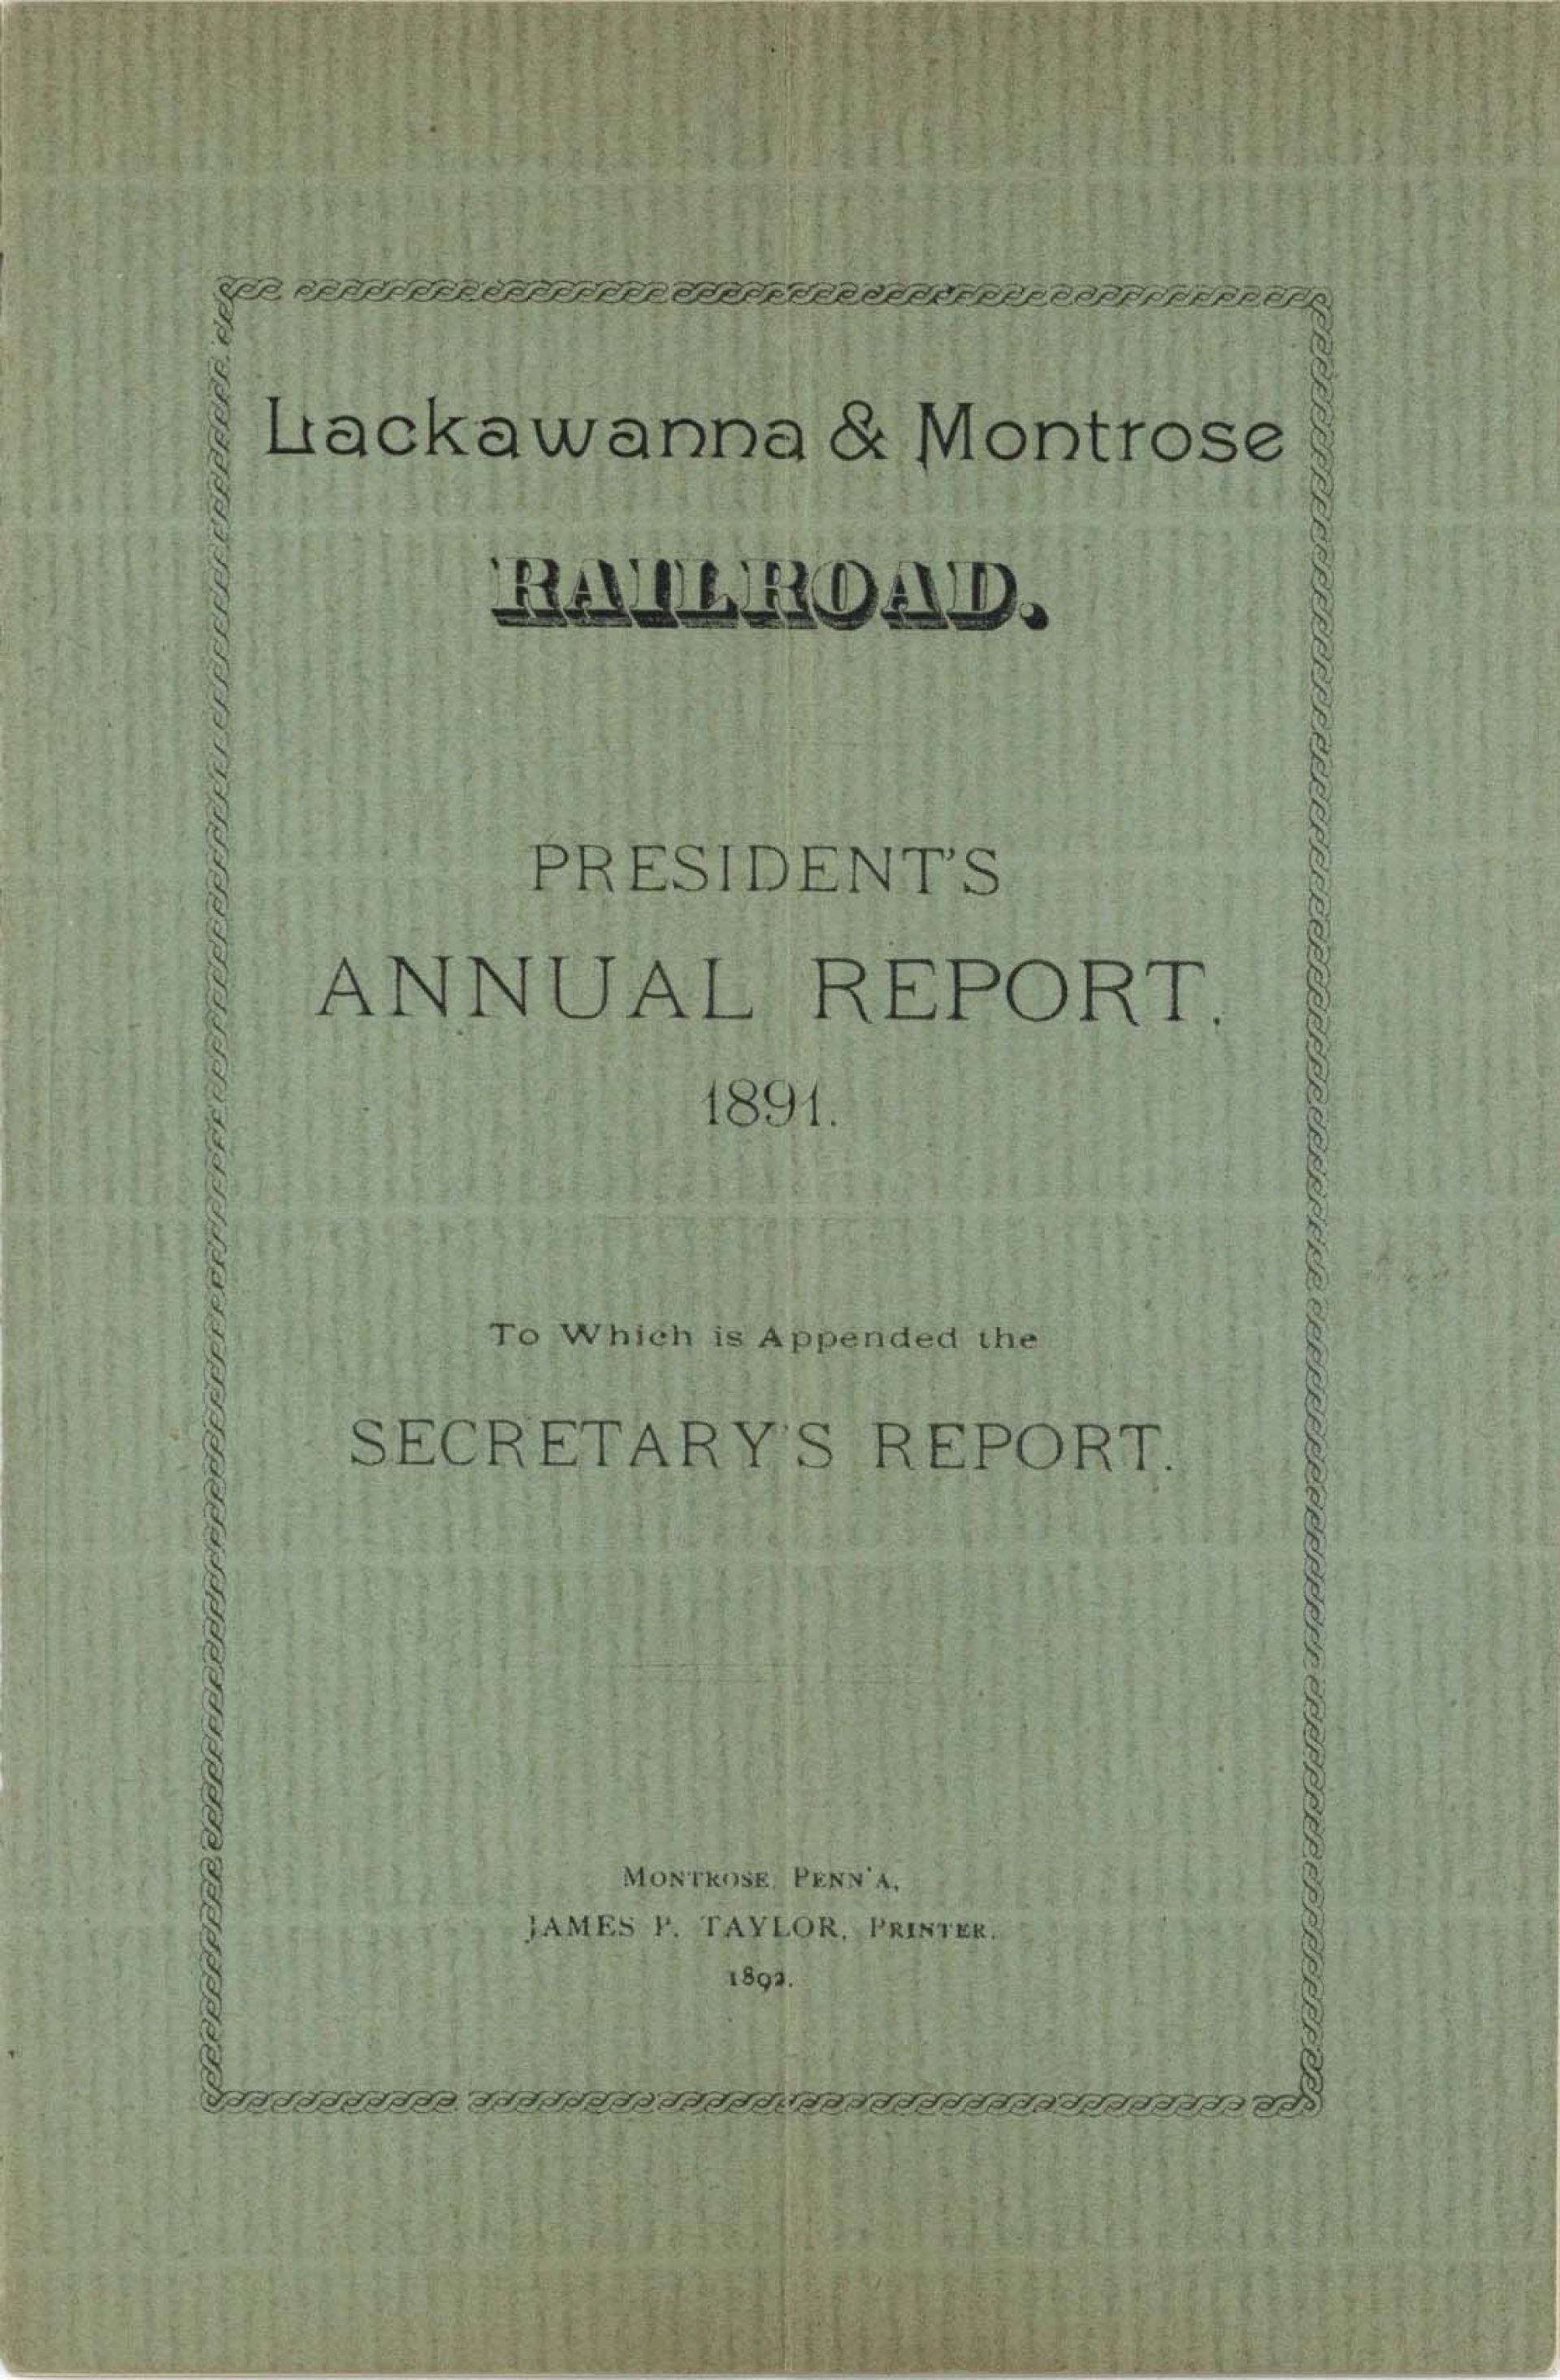 Lackawanna & Montrose
RAILROAD.
PRESIDENT'S
ANNUAL REPORT.
1891.
To Which is Appended the
SECRETARY'S REPORT.
MONTROSE, PENN'A,
JAMES P. TAYLOR, PRINTER.
1892.